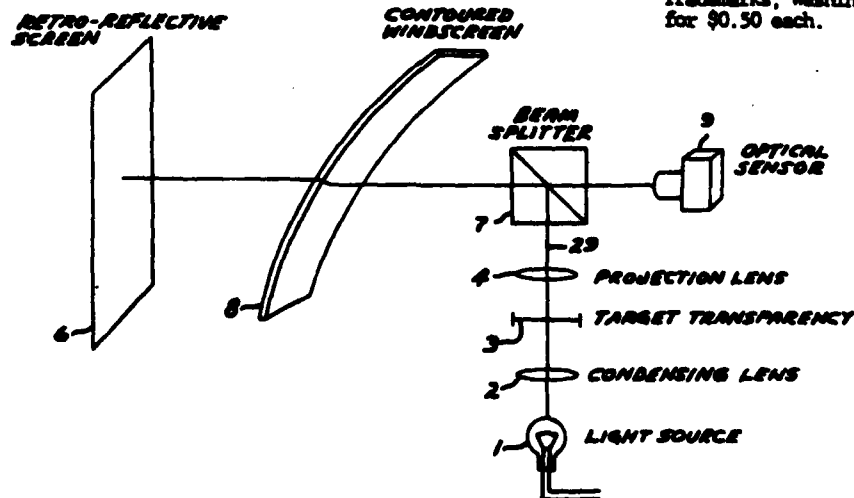 Trademarks,
for $0.50 each.
RETRO-REFLECTIVE
SCREEN
CONTOURED
WINDSCREEN
BEAM
SPLITTER
9
OPTICAL
SENSOR
7
29
4 PROJECTION LENS
8
6
3 TARGET TRANSPARENCY
2 CONDENSING LENS
1 LIGHT SOURCE